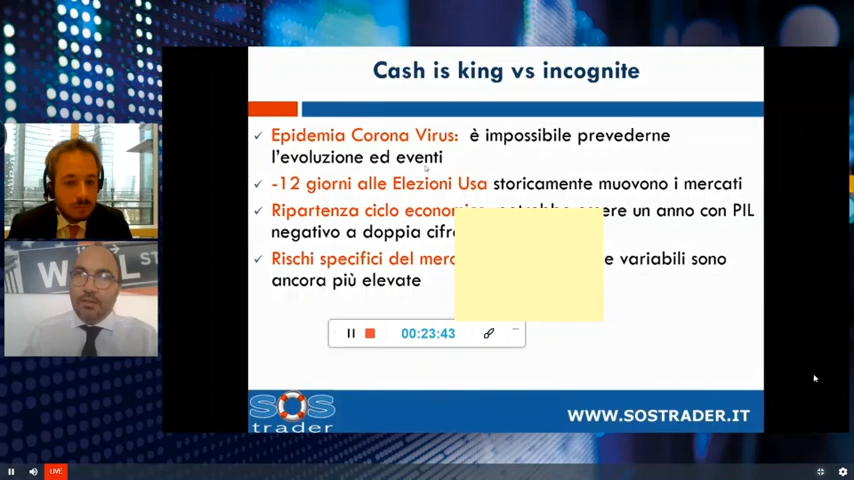 Cash is king vs incognite
Epidemia Corona Virus: è impossibile prevederne
l'evoluzione ed eventi
-12 giorni alle Elezioni Usa storicamente muovono i mercati
Ripartenza ciclo economico potrebbe essere un anno con PIL
negativo a doppia
Rischi specifici del e variabili sono
ancora più elevate
00:23:43
SOS
trader
WWW.SOSTRADER.IT
WALL ST
LIVE